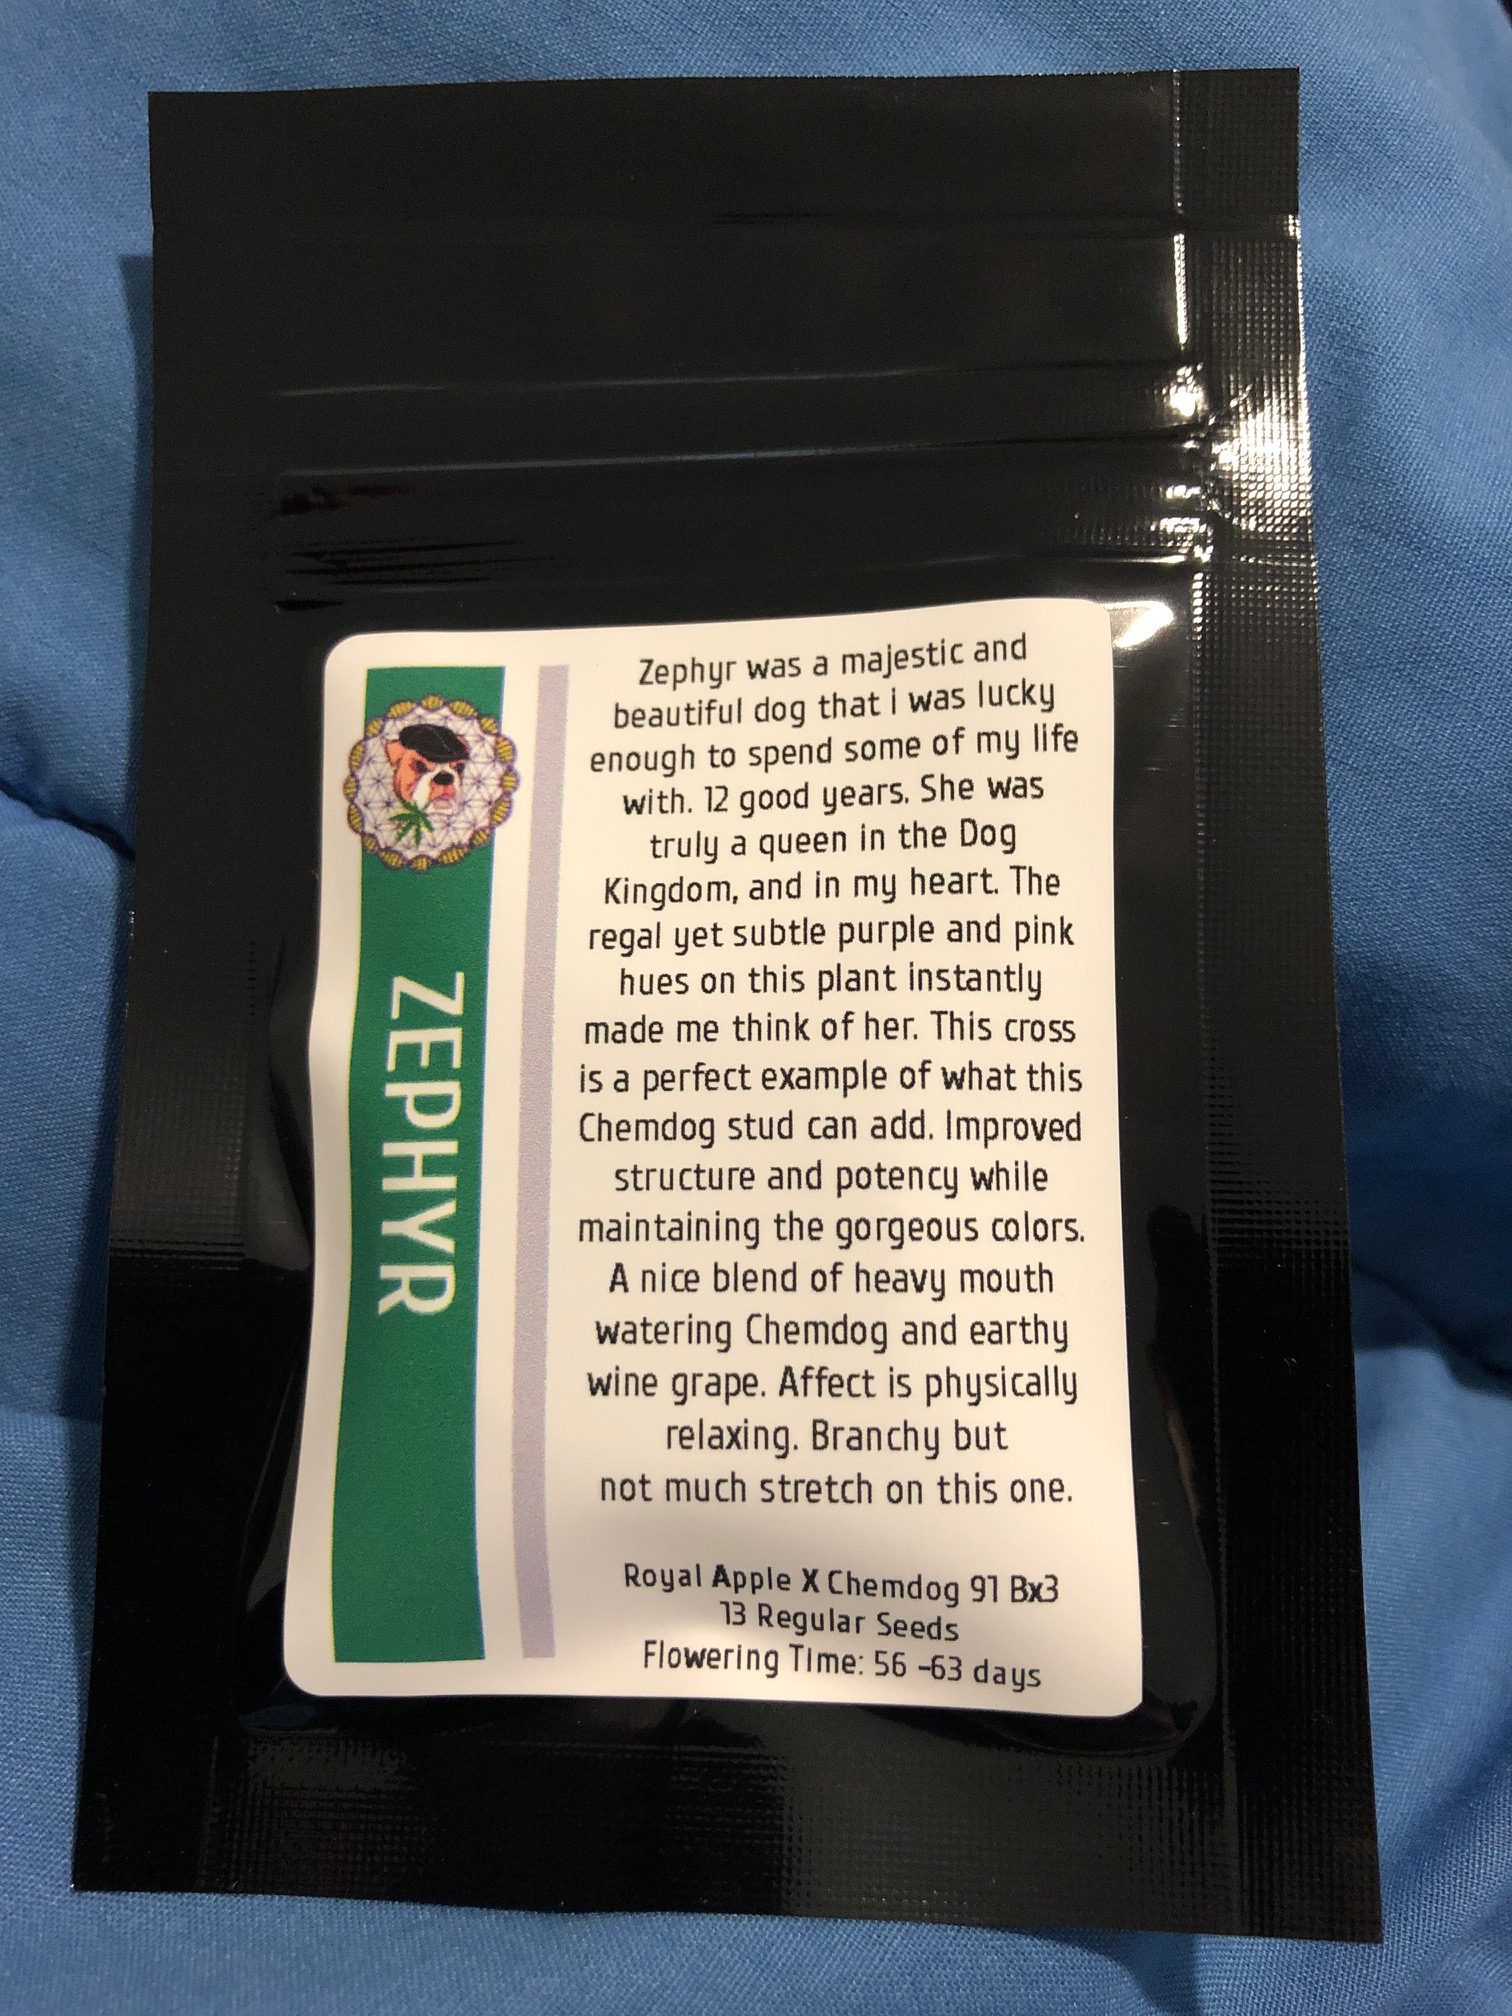 ZEPHYR
Zephyr was a majestic and
beautiful dog that i was lucky
enough to spend some of my life
with. 12 good years. She was
truly a queen in the Dog
Kingdom, and in my heart. The
regal yet subtle purple and pink
hues on this plant instantly
made me think of her. This cross
is a perfect example of what this
Chemdog stud can add. Improved
structure and potency while
maintaining the gorgeous colors.
A nice blend of heavy mouth
watering Chemdog and earthy
wine grape. Affect is physically
relaxing. Branchy but
not much stretch on this one.
Royal Apple X Chemdog 91 Bx3
13 Regular Seeds
Flowering Time: 56 -63 days